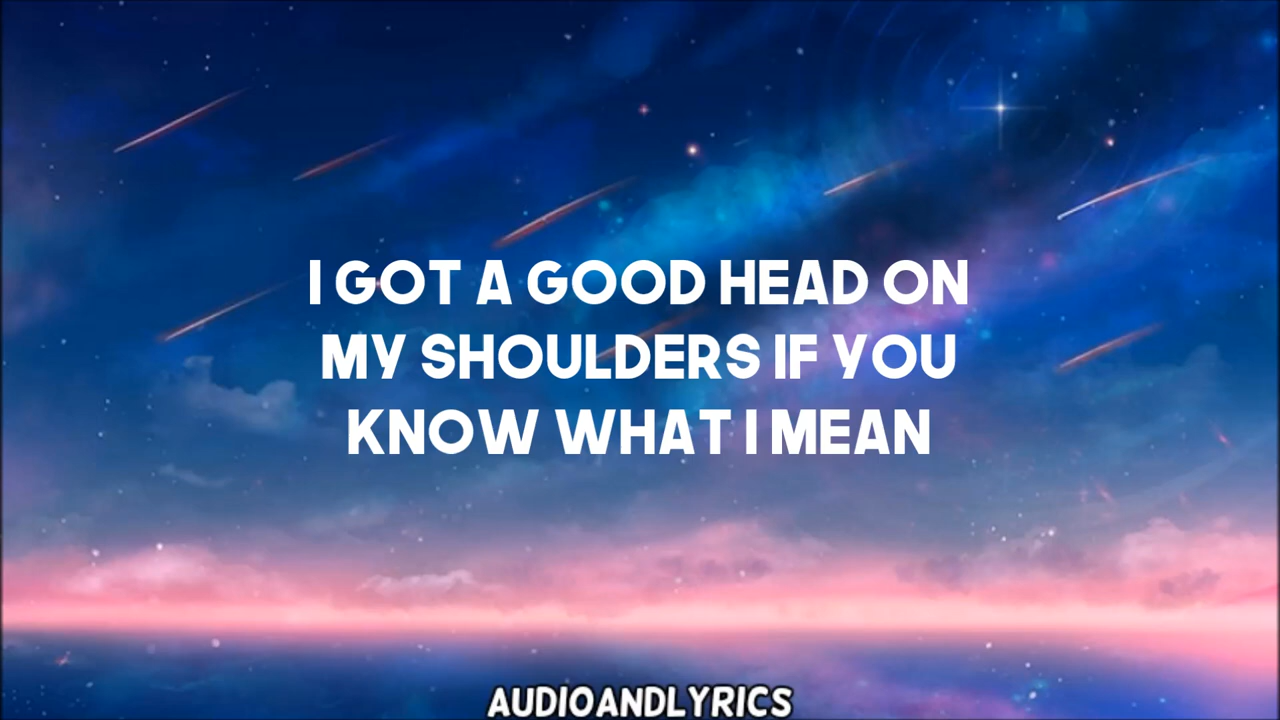 I GOT A GOOD HEAD ON
MY SHOULDERS IF YOU
KNOW WHAT I MEAN
AUDIOANDLYRICS